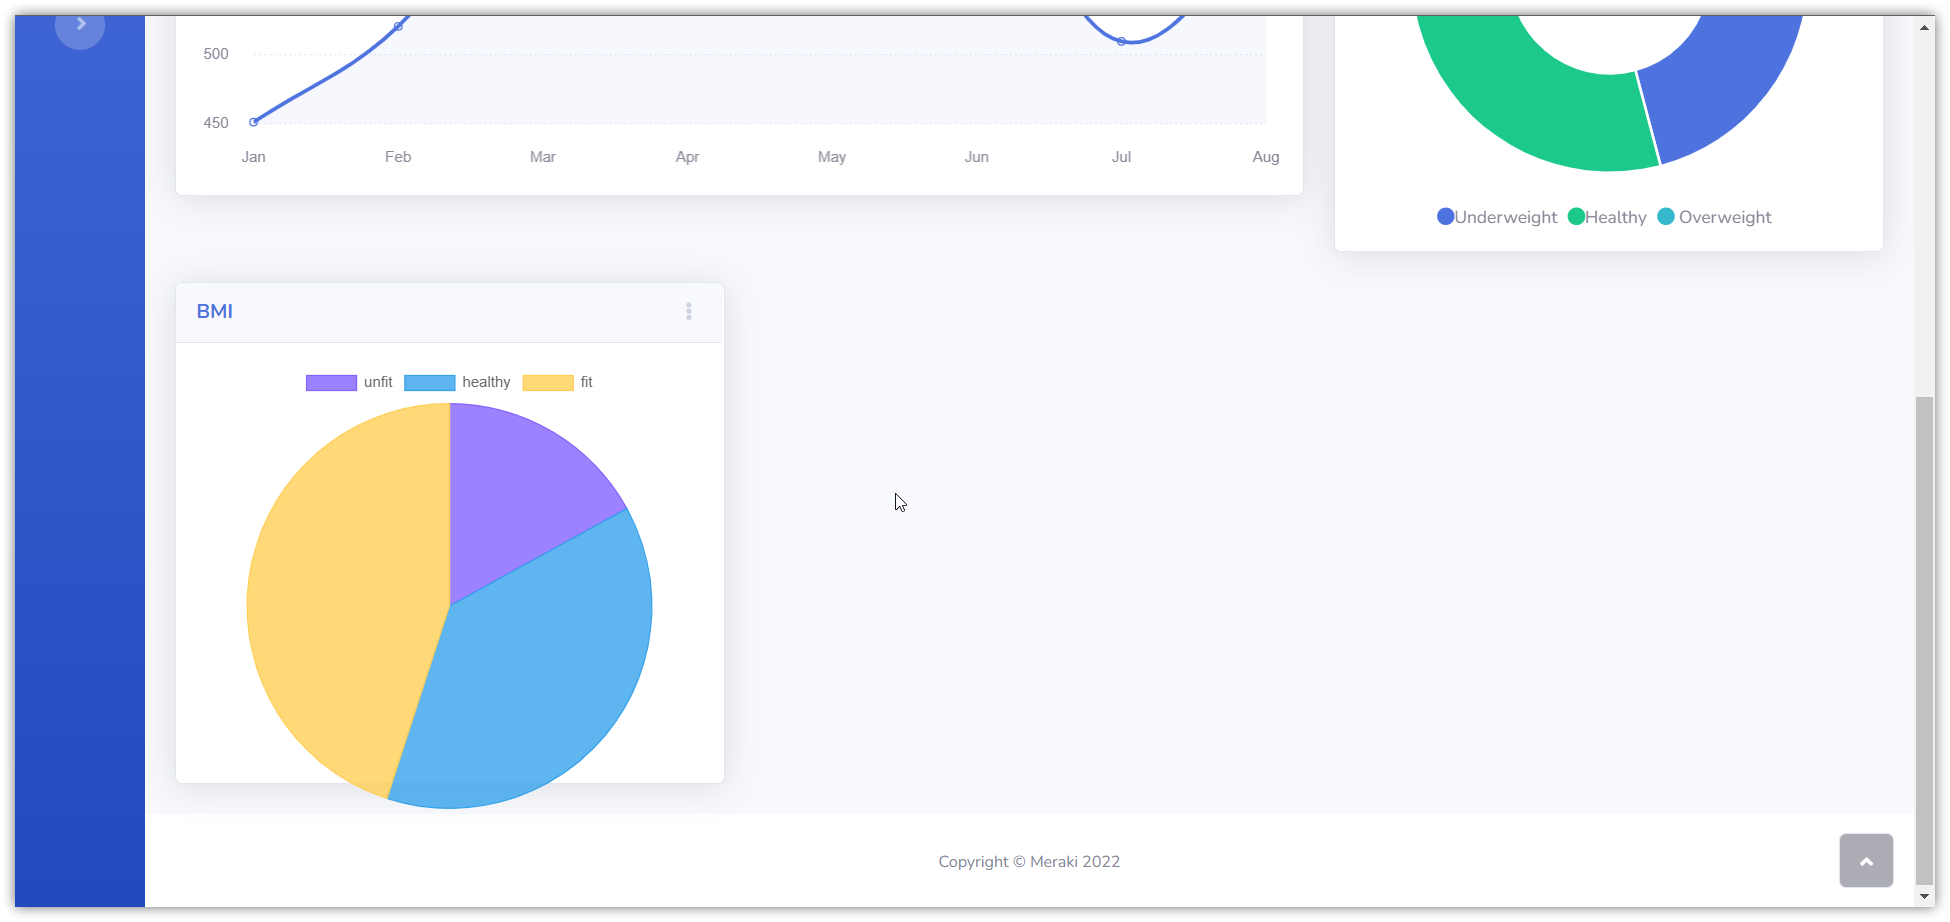 500
450
Jan Feb Mar Apr May Jun Jul Aug
Underweight Healthy Overweight
BMI
unfit healthy fit
Copyright © Meraki 2022